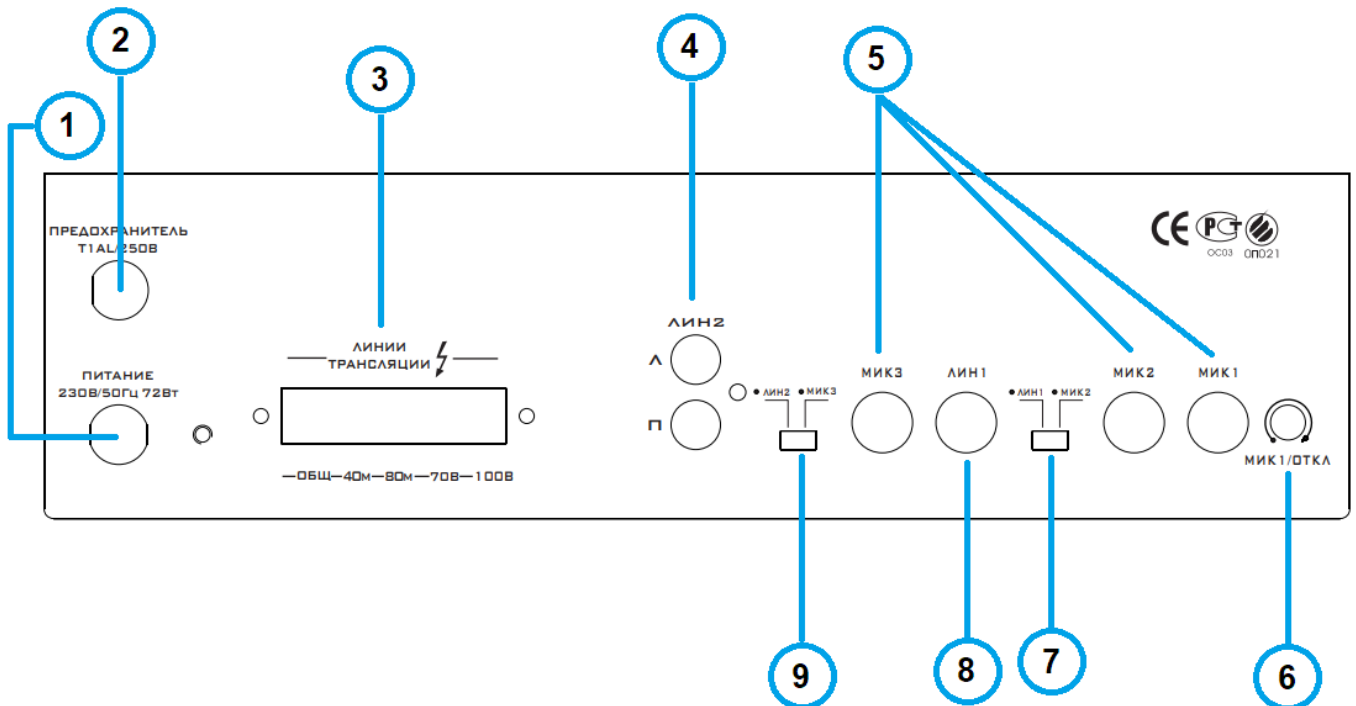 1
2
3
4
5
ПРЕДОХРАНИТЕЛЬ
T1AL/250В
ПИТАНИЕ
230В/50Гц 72Вт
ЛИНИИ
ТРАНСЛЯЦИИ
ОБЩ—4Ом—8Ом—70В—100В
ЛИН2
Л
П
ЛИН2 МИК3
МИК3
ЛИН1
ЛИН1 МИК2
МИК2
МИК1
МИК1/ОТКЛ
CE РСТ
ОС03 ОП021
9
8
7
6